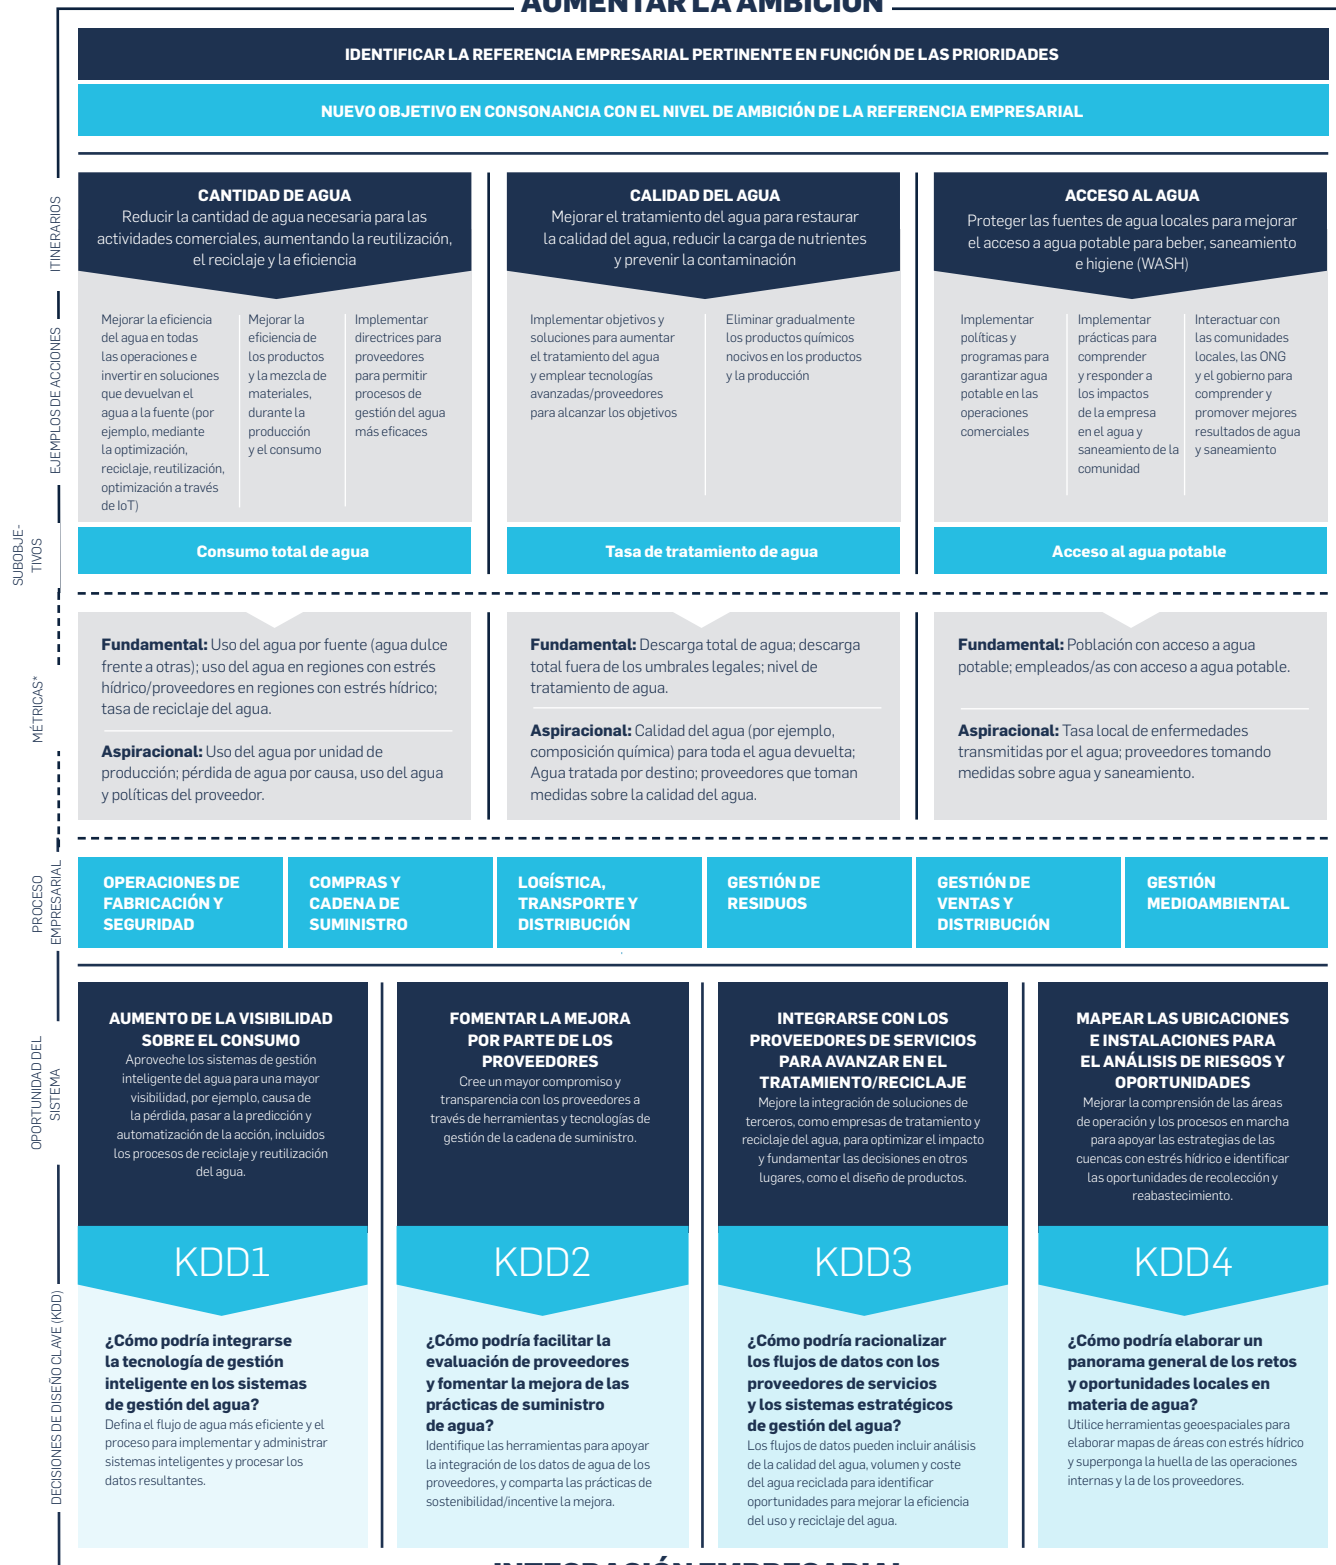 AUMENTAR LA AMBICIÓN
IDENTIFICAR LA REFERENCIA EMPRESARIAL PERTINENTE EN FUNCIÓN DE LAS PRIORIDADES
NUEVO OBJETIVO EN CONSONANCIA CON EL NIVEL DE AMBICIÓN DE LA REFERENCIA EMPRESARIAL
ITINERARIOS
CANTIDAD DE AGUA
Reducir la cantidad de agua necesaria para las
actividades comerciales, aumentando la reutilización,
el reciclaje y la eficiencia
CALIDAD DEL AGUA
Mejorar el tratamiento del agua para restaurar
la calidad del agua, reducir la carga de nutrientes
y prevenir la contaminación
ACCESO AL AGUA
Proteger las fuentes de agua locales para mejorar
el acceso a agua potable para beber, saneamiento
e higiene (WASH)
EJEMPLOS DE ACCIONES
Mejorar la eficiencia
del agua en todas
las operaciones e
invertir en soluciones
que devuelvan el
agua a la fuente (por
ejemplo, mediante
la optimización,
reciclaje, reutilización,
optimización a través
de IoT)
Mejorar la
eficiencia de
los productos
y la mezcla de
materiales,
durante la
producción
y el consumo
Implementar
directrices para
proveedores
para permitir
procesos de
gestión del agua
más eficaces
Implementar objetivos y
soluciones para aumentar
el tratamiento del agua
y emplear tecnologías
avanzadas/proveedores
para alcanzar los objetivos
Eliminar gradualmente
los productos químicos
nocivos en los productos
y la producción
Implementar
políticas y
programas para
garantizar agua
potable en las
operaciones
comerciales
Implementar
prácticas para
comprender
y responder a
los impactos
de la empresa
en el agua y
saneamiento de la
comunidad
Interactuar con
las comunidades
locales, las ONG
y el gobierno para
comprender y
promover mejores
resultados de agua
y saneamiento
SUBOBJE-
TIVOS
Consumo total de agua
Tasa de tratamiento de agua
Acceso al agua potable
MÉTRICAS*
Fundamental: Uso del agua por fuente (agua dulce
frente a otras); uso del agua en regiones con estrés
hídrico/proveedores en regiones con estrés hídrico;
tasa de reciclaje del agua.
Aspiracional: Uso del agua por unidad de
producción; pérdida de agua por causa, uso del agua
y políticas del proveedor.
Fundamental: Descarga total de agua; descarga
total fuera de los umbrales legales; nivel de
tratamiento de agua.
Aspiracional: Calidad del agua (por ejemplo,
composición química) para toda el agua devuelta;
Agua tratada por destino; proveedores que toman
medidas sobre la calidad del agua.
Fundamental: Población con acceso a agua
potable; empleados/as con acceso a agua potable.
Aspiracional: Tasa local de enfermedades
transmitidas por el agua; proveedores tomando
medidas sobre agua y saneamiento.
PROCESO
EMPRESARIAL
OPERACIONES DE
FABRICACIÓN Y
SEGURIDAD
COMPRAS Y
CADENA DE
SUMINISTRO
LOGÍSTICA,
TRANSPORTE Y
DISTRIBUCIÓN
GESTIÓN DE
RESIDUOS
GESTIÓN DE
VENTAS Y
DISTRIBUCIÓN
GESTIÓN
MEDIOAMBIENTAL
OPORTUNIDAD DEL
SISTEMA
AUMENTO DE LA VISIBILIDAD
SOBRE EL CONSUMO
Aproveche los sistemas de gestión
inteligente del agua para una mayor
visibilidad, por ejemplo, causa de
la pérdida, pasar a la predicción y
automatización de la acción, incluidos
los procesos de reciclaje y reutilización
del agua.
FOMENTAR LA MEJORA
POR PARTE DE LOS
PROVEEDORES
Cree un mayor compromiso y
transparencia con los proveedores a
través de herramientas y tecnologías de
gestión de la cadena de suministro.
INTEGRARSE CON LOS
PROVEEDORES DE SERVICIOS
PARA AVANZAR EN EL
TRATAMIENTO/RECICLAJE
Mejore la integración de soluciones de
terceros, como empresas de tratamiento y
reciclaje del agua, para optimizar el impacto
y fundamentar las decisiones en otros
lugares, como el diseño de productos.
MAPEAR LAS UBICACIONES
E INSTALACIONES PARA
EL ANÁLISIS DE RIESGOS Y
OPORTUNIDADES
Mejorar la comprensión de las áreas
de operación y los procesos en marcha
para apoyar las estrategias de las
cuencas con estrés hídrico e identificar
las oportunidades de recolección y
reabastecimiento.
DECISIONES DE DISEÑO CLAVE (KDD)
KDD1
¿Cómo podría integrarse
la tecnología de gestión
inteligente en los sistemas
de gestión del agua?
Defina el flujo de agua más eficiente y el
proceso para implementar y administrar
sistemas inteligentes y procesar los
datos resultantes.
KDD2
¿Cómo podría facilitar la
evaluación de proveedores
y fomentar la mejora de las
prácticas de suministro
de agua?
Identifique las herramientas para apoyar
la integración de los datos de agua de los
proveedores, y comparta las prácticas de
sostenibilidad/incentive la mejora.
KDD3
¿Cómo podría racionalizar
los flujos de datos con los
proveedores de servicios
y los sistemas estratégicos
de gestión del agua?
Los flujos de datos pueden incluir análisis
de la calidad del agua, volumen y coste
del agua reciclada para identificar
oportunidades para mejorar la eficiencia
del uso y reciclaje del agua.
KDD4
¿Cómo podría elaborar un
panorama general de los retos
y oportunidades locales en
materia de agua?
Utilice herramientas geoespaciales para
elaborar mapas de áreas con estrés hídrico
y superponga la huella de las operaciones
internas y la de los proveedores.
INTEGRACIÓN EMPRESARIAL